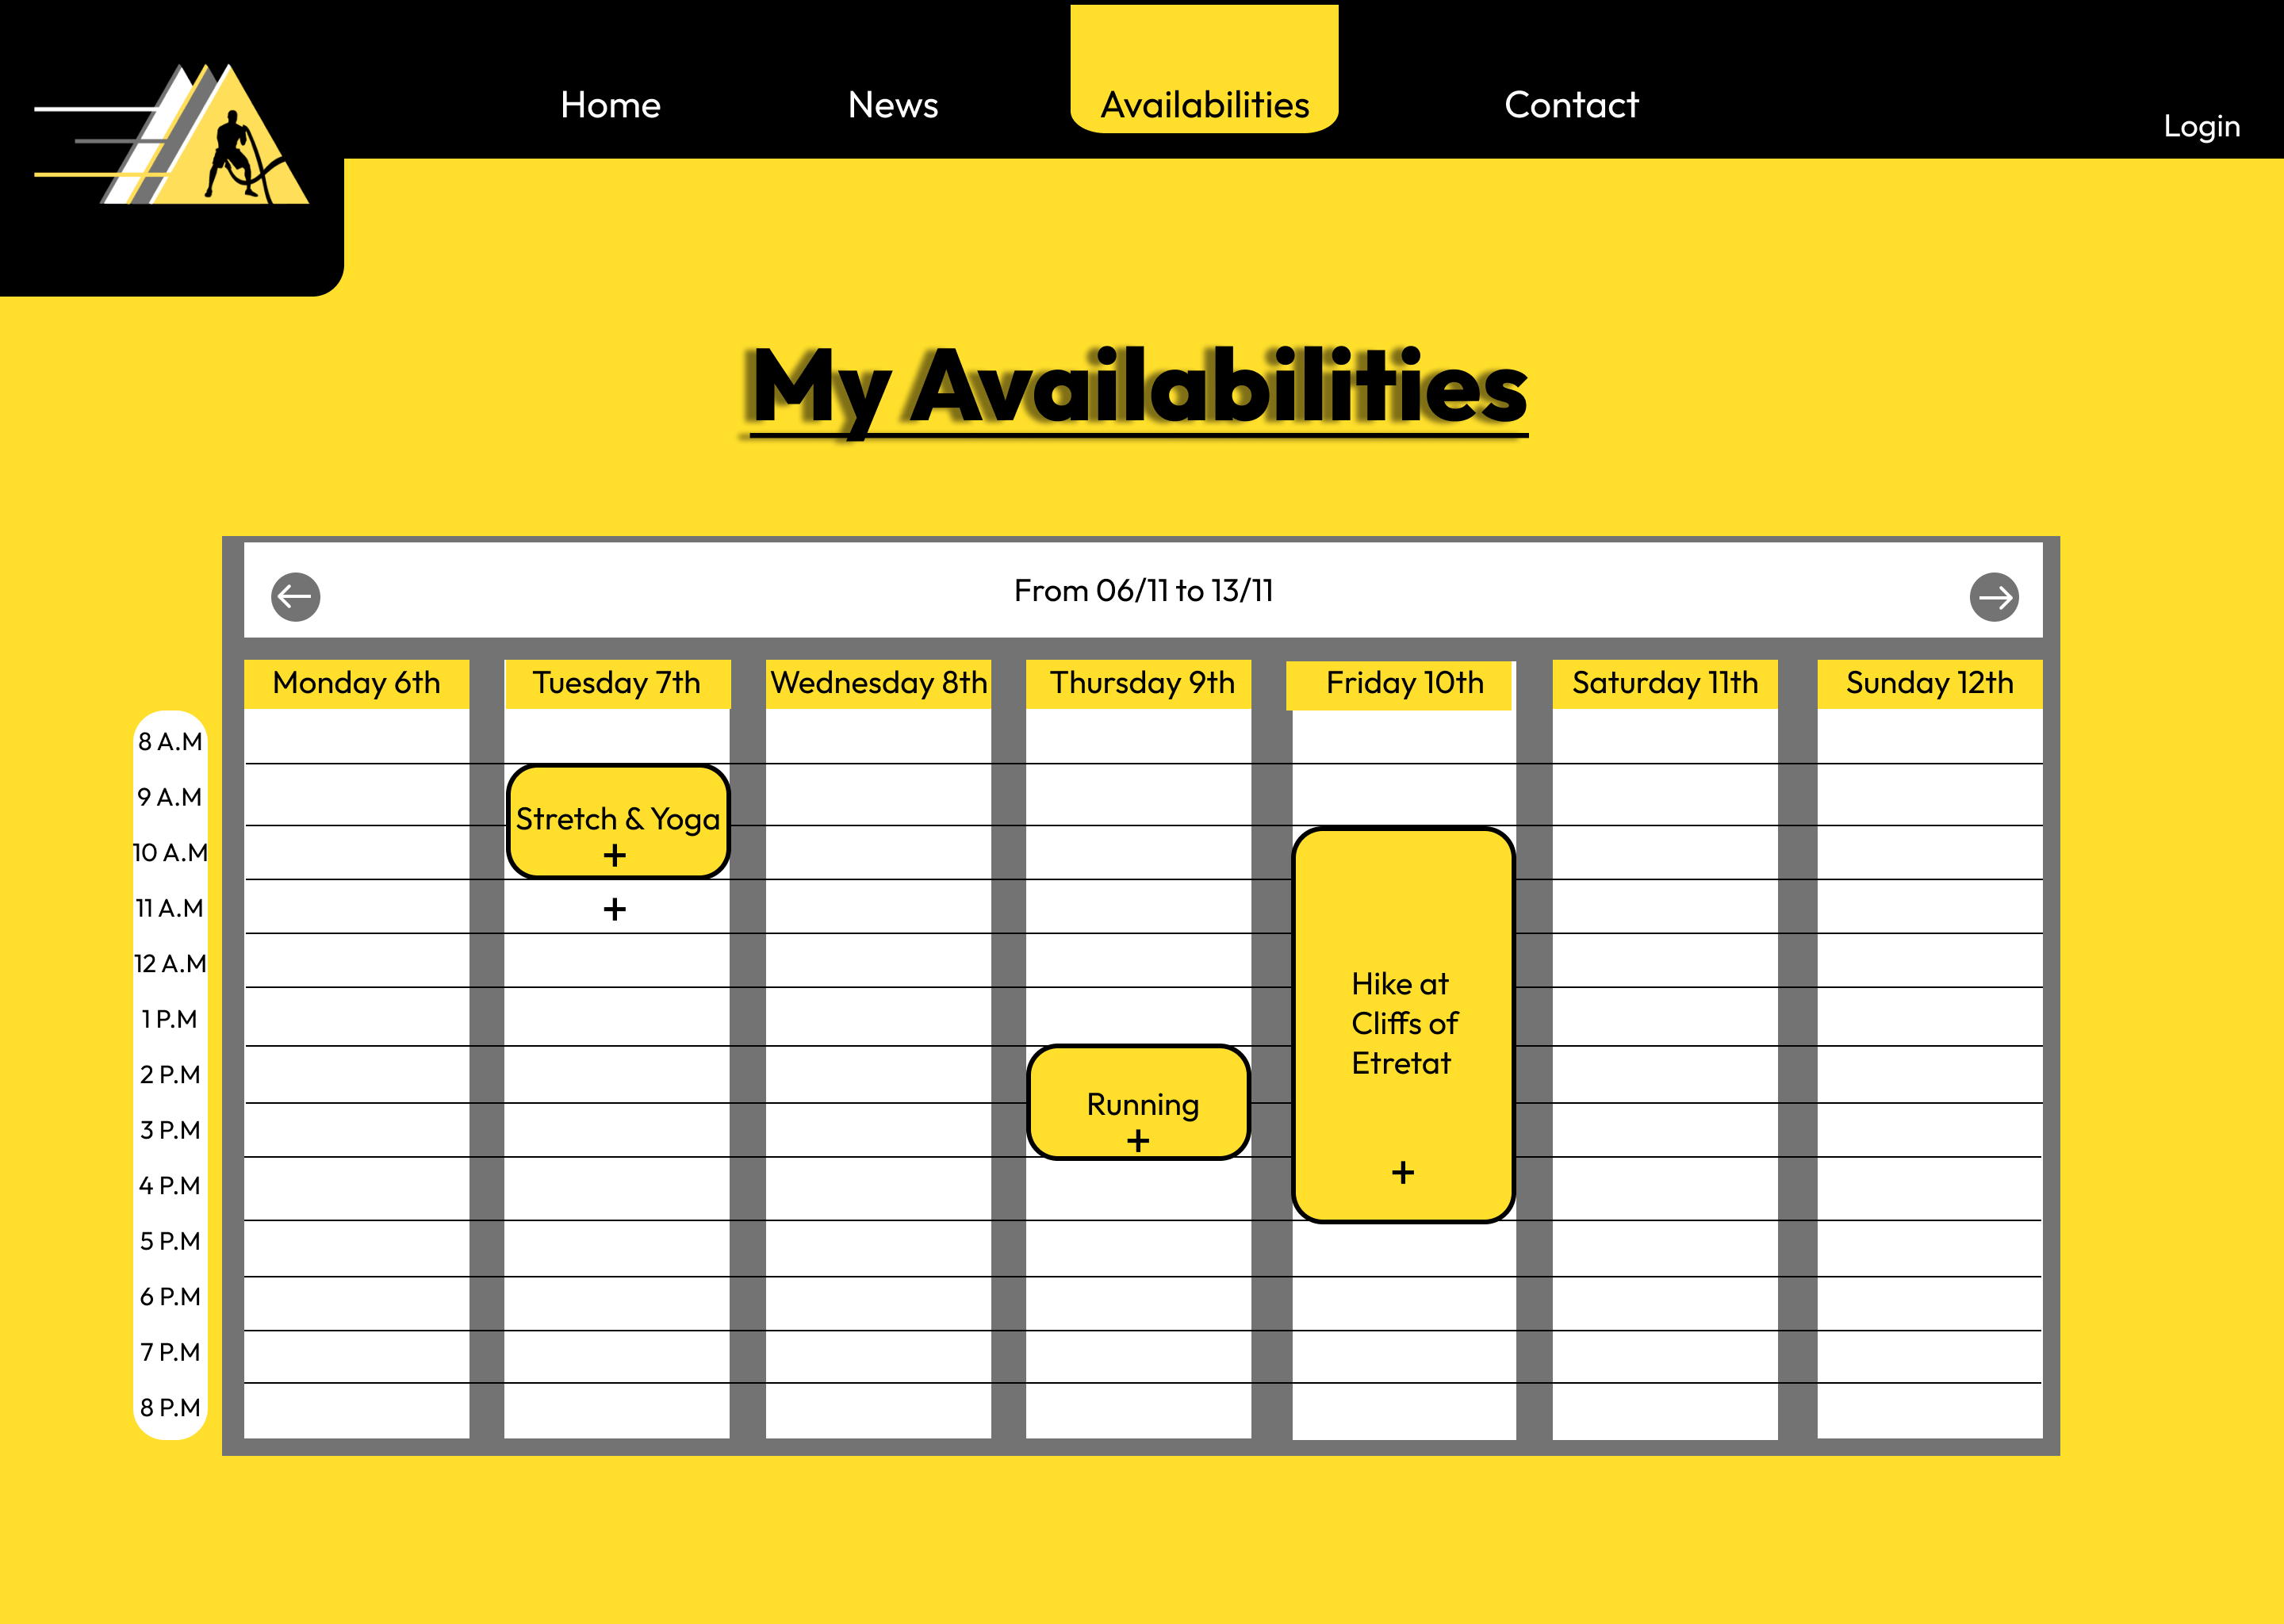 Home
News
Availabilities
Contact
Login
My Availabilities
From 06/11 to 13/11
Monday 6th
Tuesday 7th
Wednesday 8th
Thursday 9th
Friday 10th
Saturday 11th
Sunday 12th
8 A.M
9 A.M
10 A.M
11 A.M
12 A.M
1 P.M
2 P.M
3 P.M
4 P.M
5 P.M
6 P.M
7 P.M
8 P.M
Stretch & Yoga
+
+
Running
+
Hike at
Cliffs of
Etretat
+